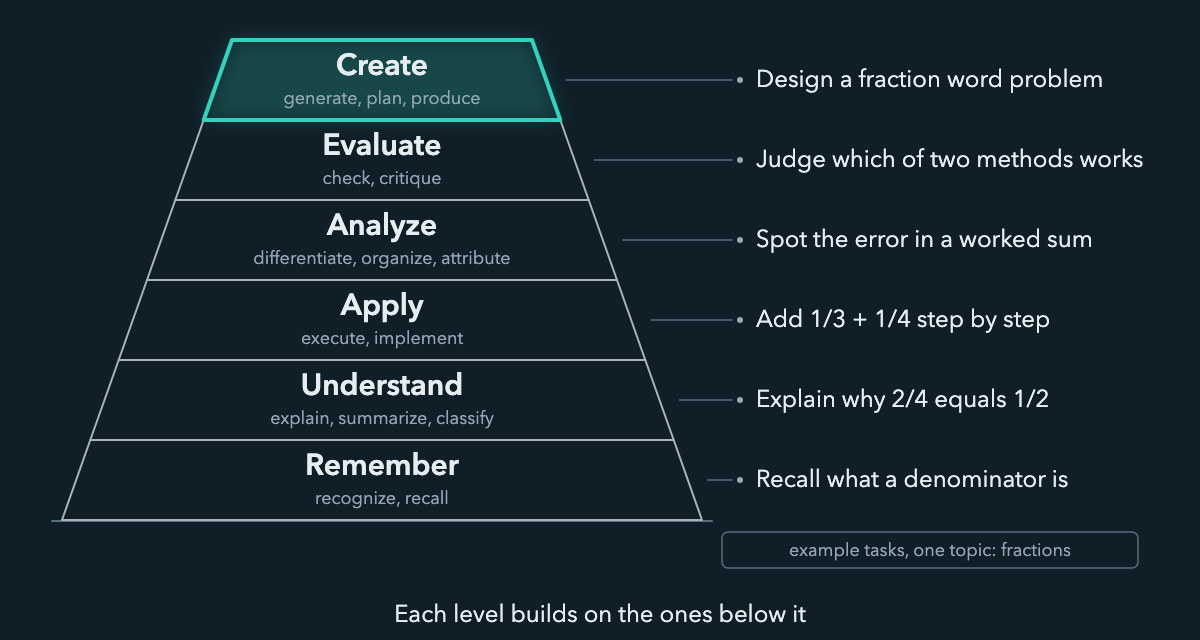 Create
generate, plan, produce
Design a fraction word problem
Evaluate
check, critique
Judge which of two methods works
Analyze
differentiate, organize, attribute
Spot the error in a worked sum
Apply
execute, implement
Add 1/3 + 1/4 step by step
Understand
explain, summarize, classify
Explain why 2/4 equals 1/2
Remember
recognize, recall
Recall what a denominator is
example tasks, one topic: fractions
Each level builds on the ones below it